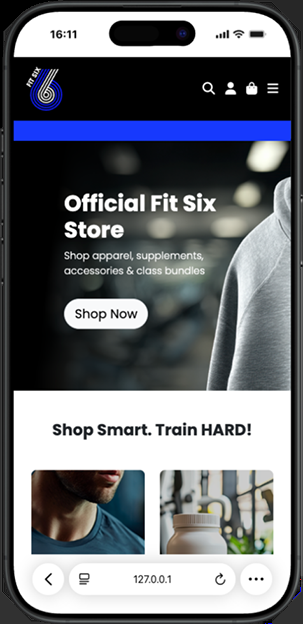 16:11
FIT SIX
6
Official Fit Six
Store
Shop apparel, supplements,
accessories & class bundles
Shop Now
Shop Smart. Train HARD!
127.0.0.1